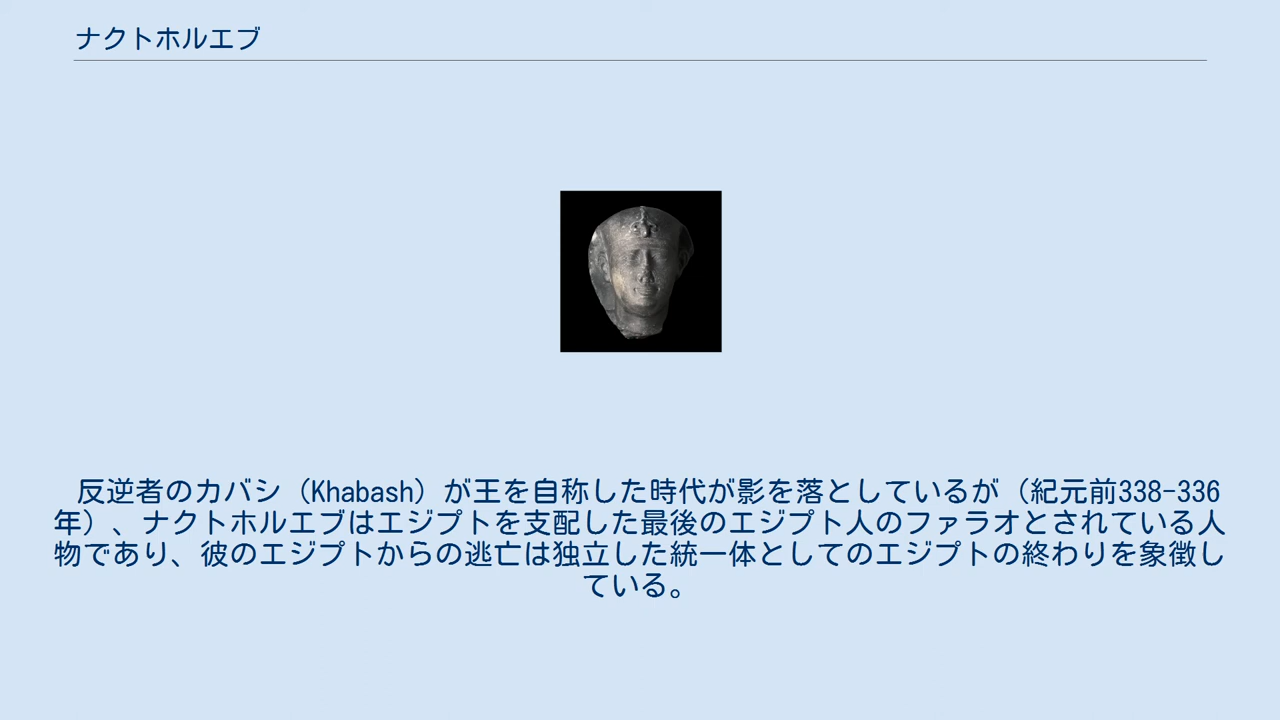 ナクトホルエブ
反逆者のカバシ（Khabash）が王を自称した時代が影を落としているが（紀元前338-336
年）、ナクトホルエブはエジプトを支配した最後のエジプト人のファラオとされている人
物であり、彼のエジプトからの逃亡は独立した統一体としてのエジプトの終わりを象徴し
ている。